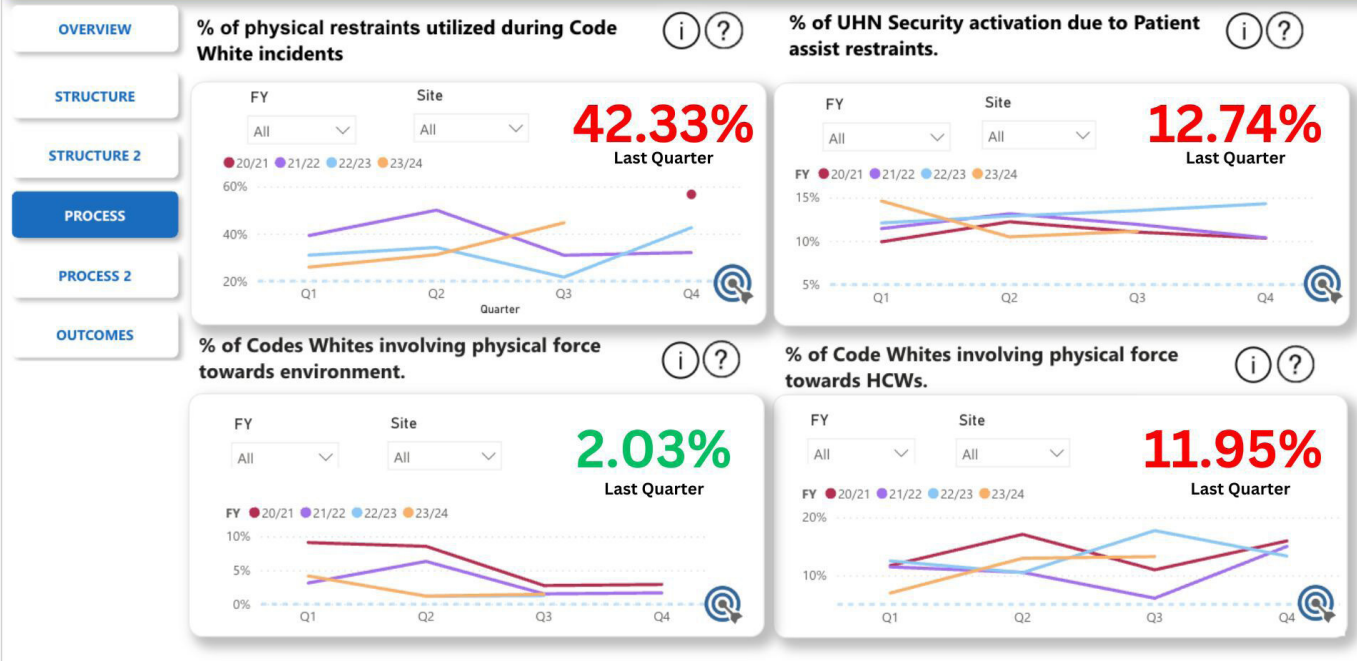 OVERVIEW
STRUCTURE
STRUCTURE 2
PROCESS
PROCESS 2
OUTCOMES
% of physical restraints utilized during Code
White incidents
i ?
FY
All
Site
All
42.33%
Last Quarter
20/21 21/22 22/23 23/24
60%
40%
20%
Q1 Q2 Q3 Q4
Quarter
% of UHN Security activation due to Patient
assist restraints.
i ?
FY
All
Site
All
12.74%
Last Quarter
FY 20/21 21/22 22/23 23/24
15%
10%
5%
Q1 Q2 Q3 Q4
% of Codes Whites involving physical force
towards environment.
i ?
FY
All
Site
All
2.03%
Last Quarter
FY 20/21 21/22 22/23 23/24
10%
5%
0%
Q1 Q2 Q3 Q4
% of Code Whites involving physical force
towards HCWs.
i ?
FY
All
Site
All
11.95%
Last Quarter
FY 20/21 21/22 22/23 23/24
20%
10%
Q1 Q2 Q3 Q4